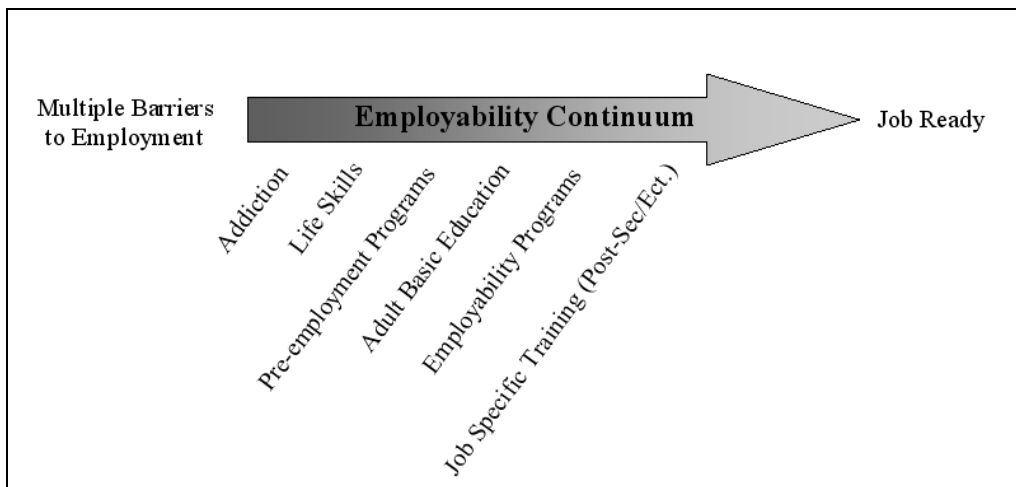 Multiple Barriers
to Employment
Employability Continuum
Job Ready
Addiction
Life Skills
Pre-employment Programs
Adult Basic Education
Employability Programs
Job Specific Training (Post-Sec/Ect.)